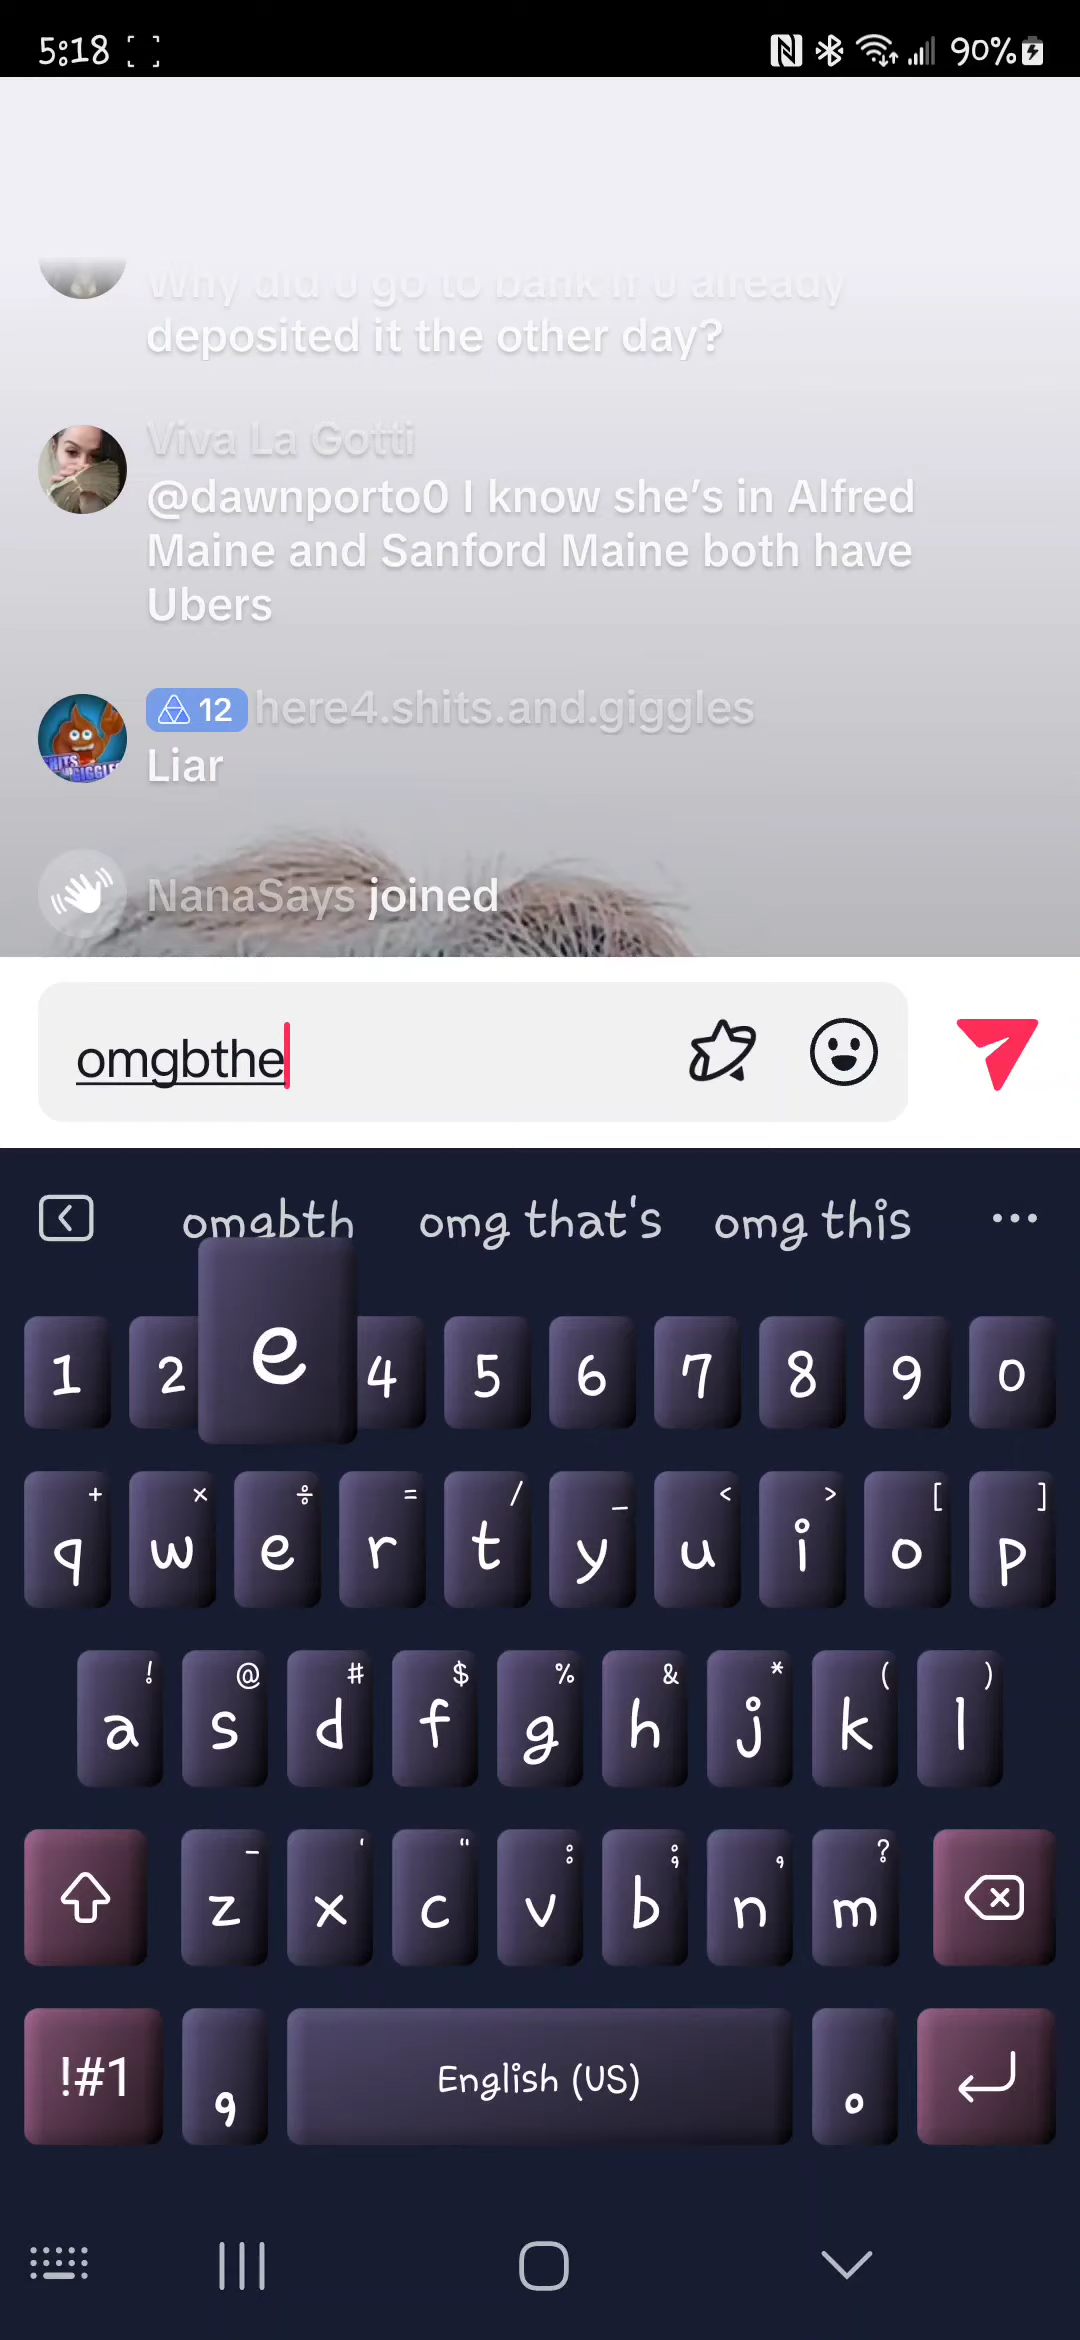 5:18
90%
Why did u go to bank if u already
deposited it the other day?
Viva La Gotti
@dawnporto0 I know she’s in Alfred
Maine and Sanford Maine both have
Ubers
12 here4.shits.and.giggles
Liar
NanaSays joined
omgbthe
omgbth omg that's omg this
e
1 2 4 5 6 7 8 9 0
+ × ÷ = / _ < > [ ]
q w e r t y u i o p
! @ # $ % & * ( )
a s d f g h j k l
- ' " : ; , ?
z x c v b n m
!#1 , English (US) .